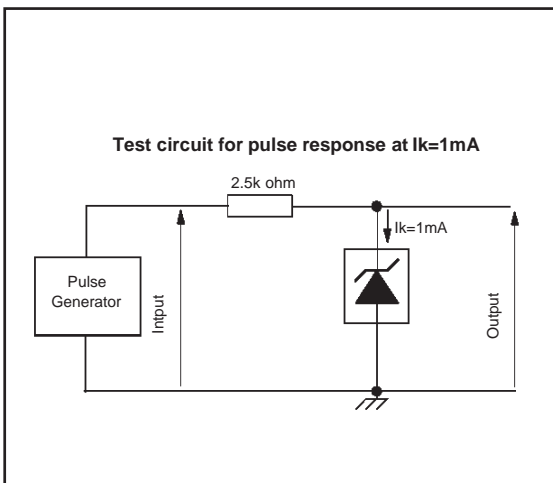 Test circuit for pulse response at Ik=1mA
2.5k ohm
Ik=1mA
Pulse
Generator
Intput
Output